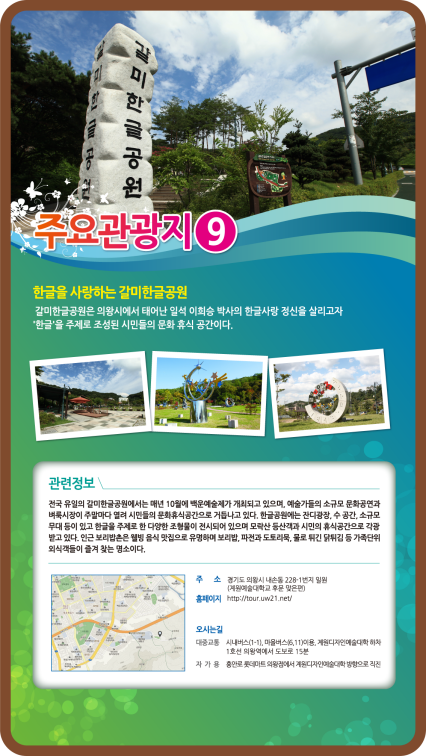 갈미한글공원
갈미한글공원
주요관광지 9
한글을 사랑하는 갈미한글공원
갈미한글공원은 의왕시에서 태어난 일석 이희승 박사의 한글사랑 정신을 살리고자
'한글'을 주제로 조성된 시민들의 문화 휴식 공간이다.
관련정보
전국 유일의 갈미한글공원에서는 매년 10월에 백운예술제가 개최되고 있으며, 예술가들의 소규모 문화공연과
벼룩시장이 주말마다 열려 시민들의 문화휴식공간으로 거듭나고 있다. 한글공원에는 잔디광장, 수 공간, 소규모
무대 등이 있고 한글을 주제로 한 다양한 조형물이 전시되어 있으며 모락산 등산객과 시민의 휴식공간으로 각광
받고 있다. 인근 보리밥촌은 웰빙 음식 맛집으로 유명하며 보리밥, 파전과 도토리묵, 물로 튀긴 닭튀김 등 가족단위
외식객들이 즐겨 찾는 명소이다.
주 소 경기도 의왕시 내손동 228-1번지 일원
(계원예술대학교 후문 맞은편)
홈페이지 http://tour.uw21.net/
오시는길
대중교통 시내버스(1-1), 마을버스(6,11)이용, 계원디자인예술대학 하차
1호선 의왕역에서 도보로 15분
자 가 용 흥안로 롯데마트 의왕점에서 계원디자인예술대학 방향으로 직진